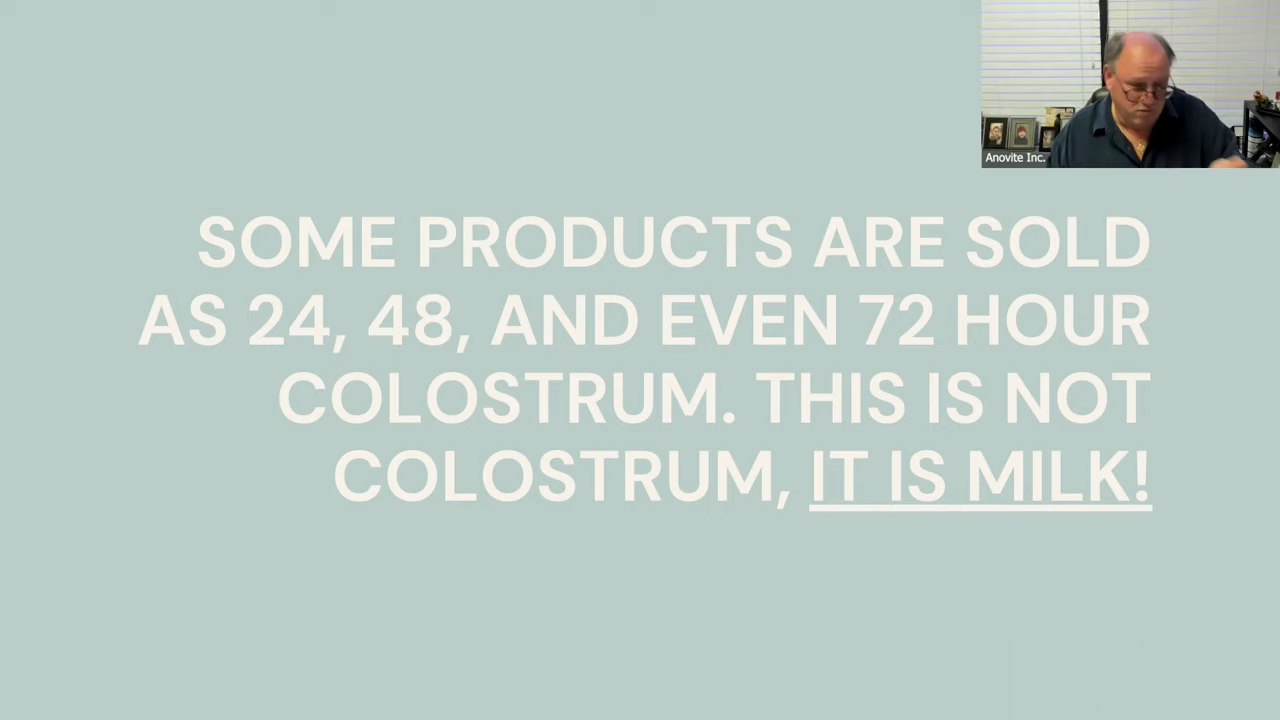 Anovite Inc.
SOME PRODUCTS ARE SOLD
AS 24, 48, AND EVEN 72 HOUR
COLOSTRUM. THIS IS NOT
COLOSTRUM, IT IS MILK!